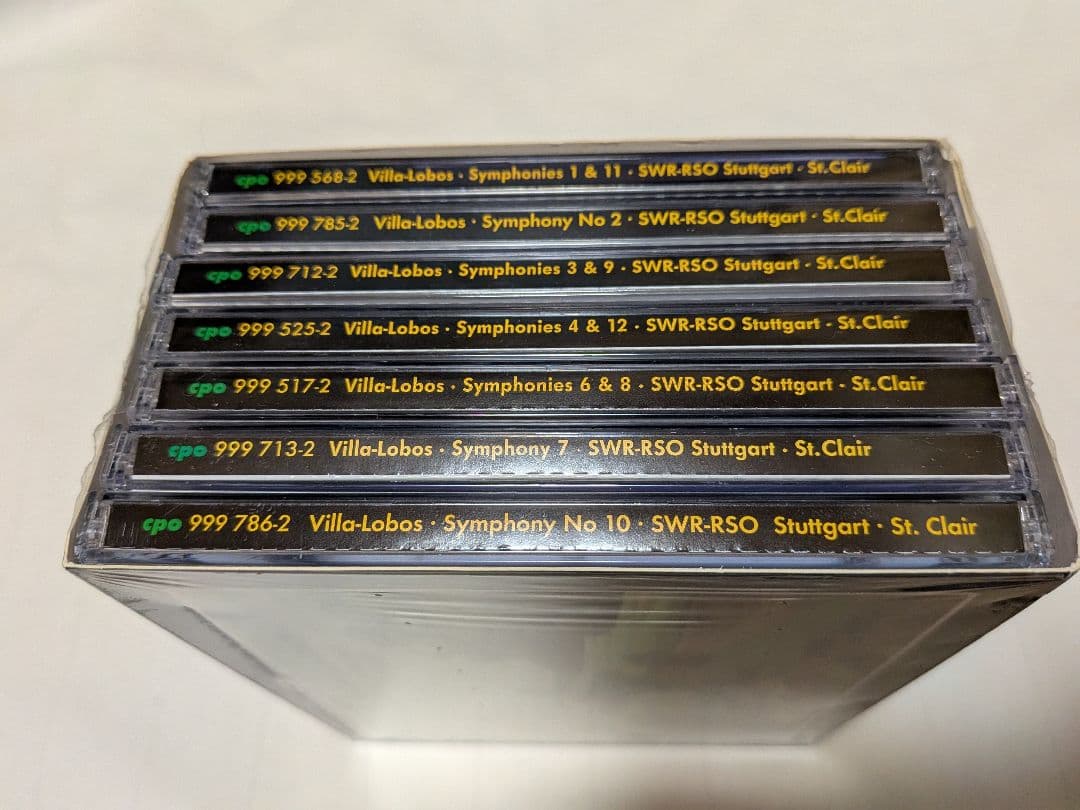 cpo 999 568-2 Villa-Lobos · Symphonies 1 & 11 · SWR-RSO Stuttgart · St.Clair
cpo 999 785-2 Villa-Lobos · Symphony No 2 · SWR-RSO Stuttgart · St.Clair
cpo 999 712-2 Villa-Lobos · Symphonies 3 & 9 · SWR-RSO Stuttgart · St.Clair
cpo 999 525-2 Villa-Lobos · Symphonies 4 & 12 · SWR-RSO Stuttgart · St.Clair
cpo 999 517-2 Villa-Lobos · Symphonies 6 & 8 · SWR-RSO Stuttgart · St.Clair
cpo 999 713-2 Villa-Lobos · Symphony 7 · SWR-RSO Stuttgart · St.Clair
cpo 999 786-2 Villa-Lobos · Symphony No 10 · SWR-RSO Stuttgart · St. Clair